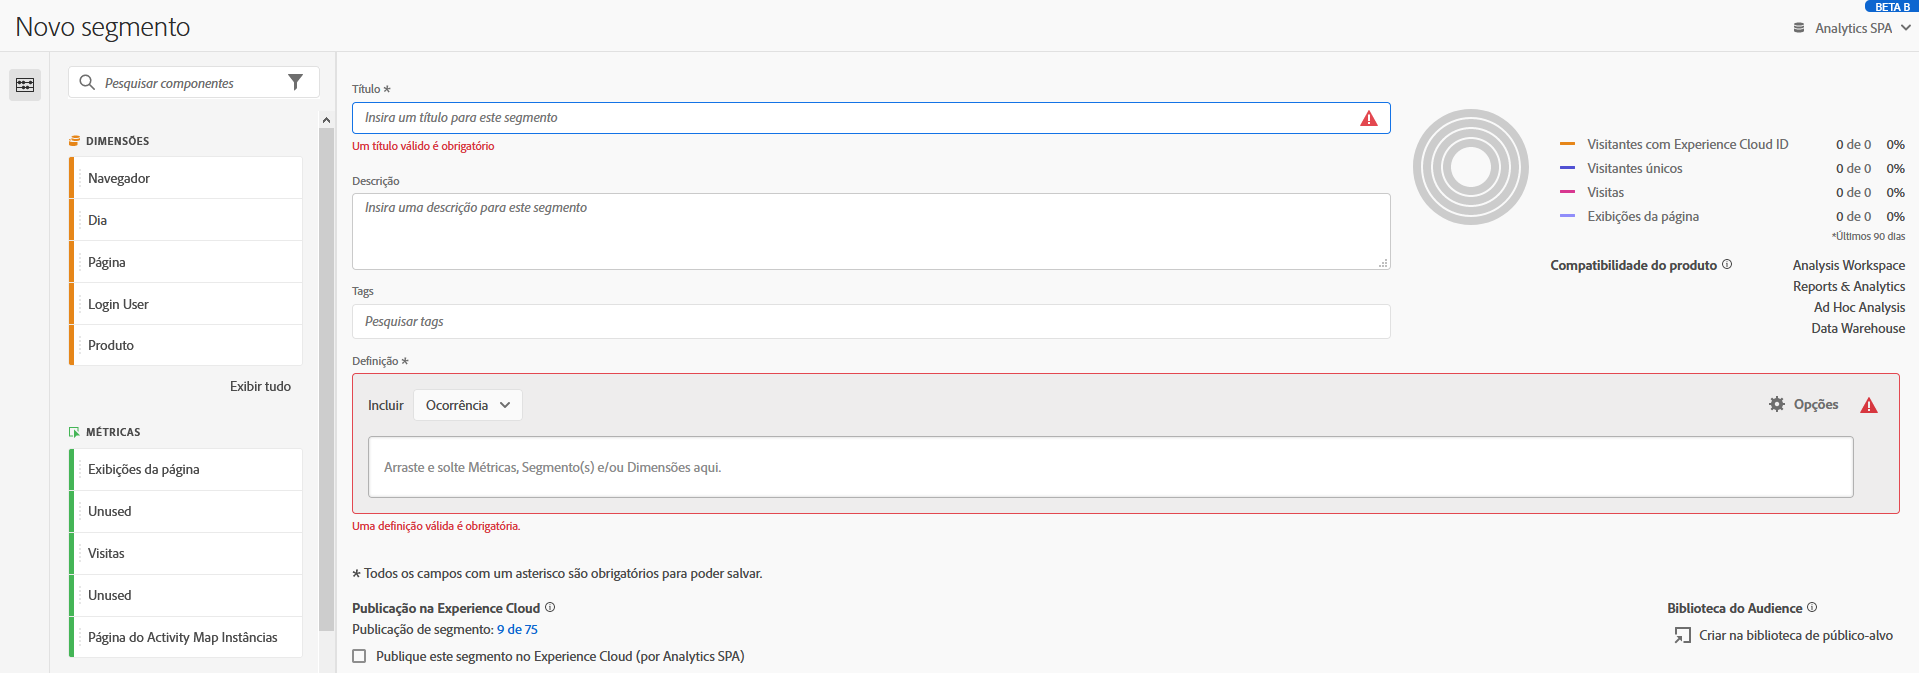 Novo segmento
BETA B
Analytics SPA
Pesquisar componentes
DIMENSÕES
Navegador
Dia
Página
Login User
Produto
Exibir tudo
MÉTRICAS
Exibições da página
Unused
Visitas
Unused
Página do Activity Map Instâncias
Título *
Insira um título para este segmento
Um título válido é obrigatório
Descrição
Insira uma descrição para este segmento
Tags
Pesquisar tags
Visitantes com Experience Cloud ID 0 de 0 0%
Visitantes únicos 0 de 0 0%
Visitas 0 de 0 0%
Exibições da página 0 de 0 0%
*Últimos 90 dias
Compatibilidade do produto Analysis Workspace
Reports & Analytics
Ad Hoc Analysis
Data Warehouse
Definição *
Incluir Ocorrência Opções
Arraste e solte Métricas, Segmento(s) e/ou Dimensões aqui.
Uma definição válida é obrigatória.
* Todos os campos com um asterisco são obrigatórios para poder salvar.
Publicação na Experience Cloud
Publicação de segmento: 9 de 75
Publique este segmento no Experience Cloud (por Analytics SPA)
Biblioteca do Audience
Criar na biblioteca de público-alvo